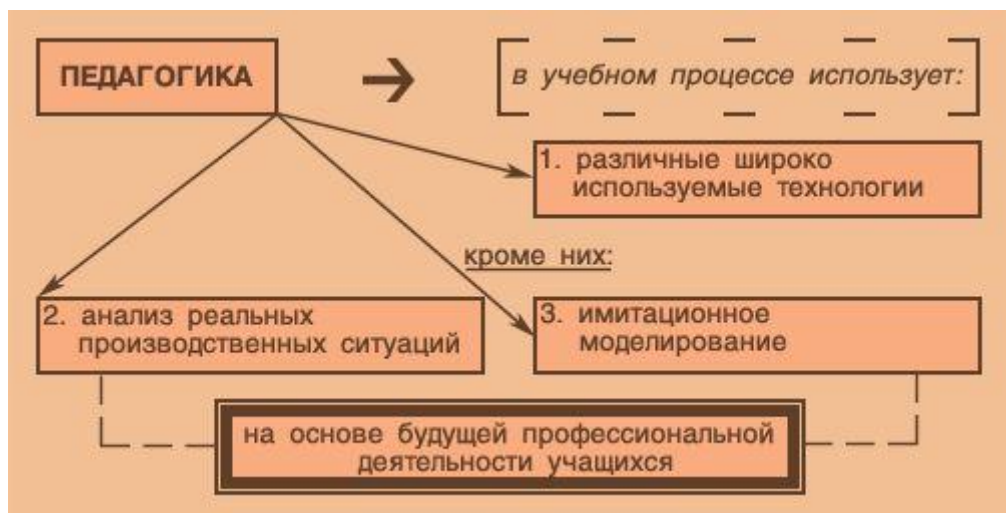 ПЕДАГОГИКА
в учебном процессе использует:
1. различные широко
используемые технологии
кроме них:
2. анализ реальных
производственных ситуаций
3. имитационное
моделирование
на основе будущей профессиональной
деятельности учащихся